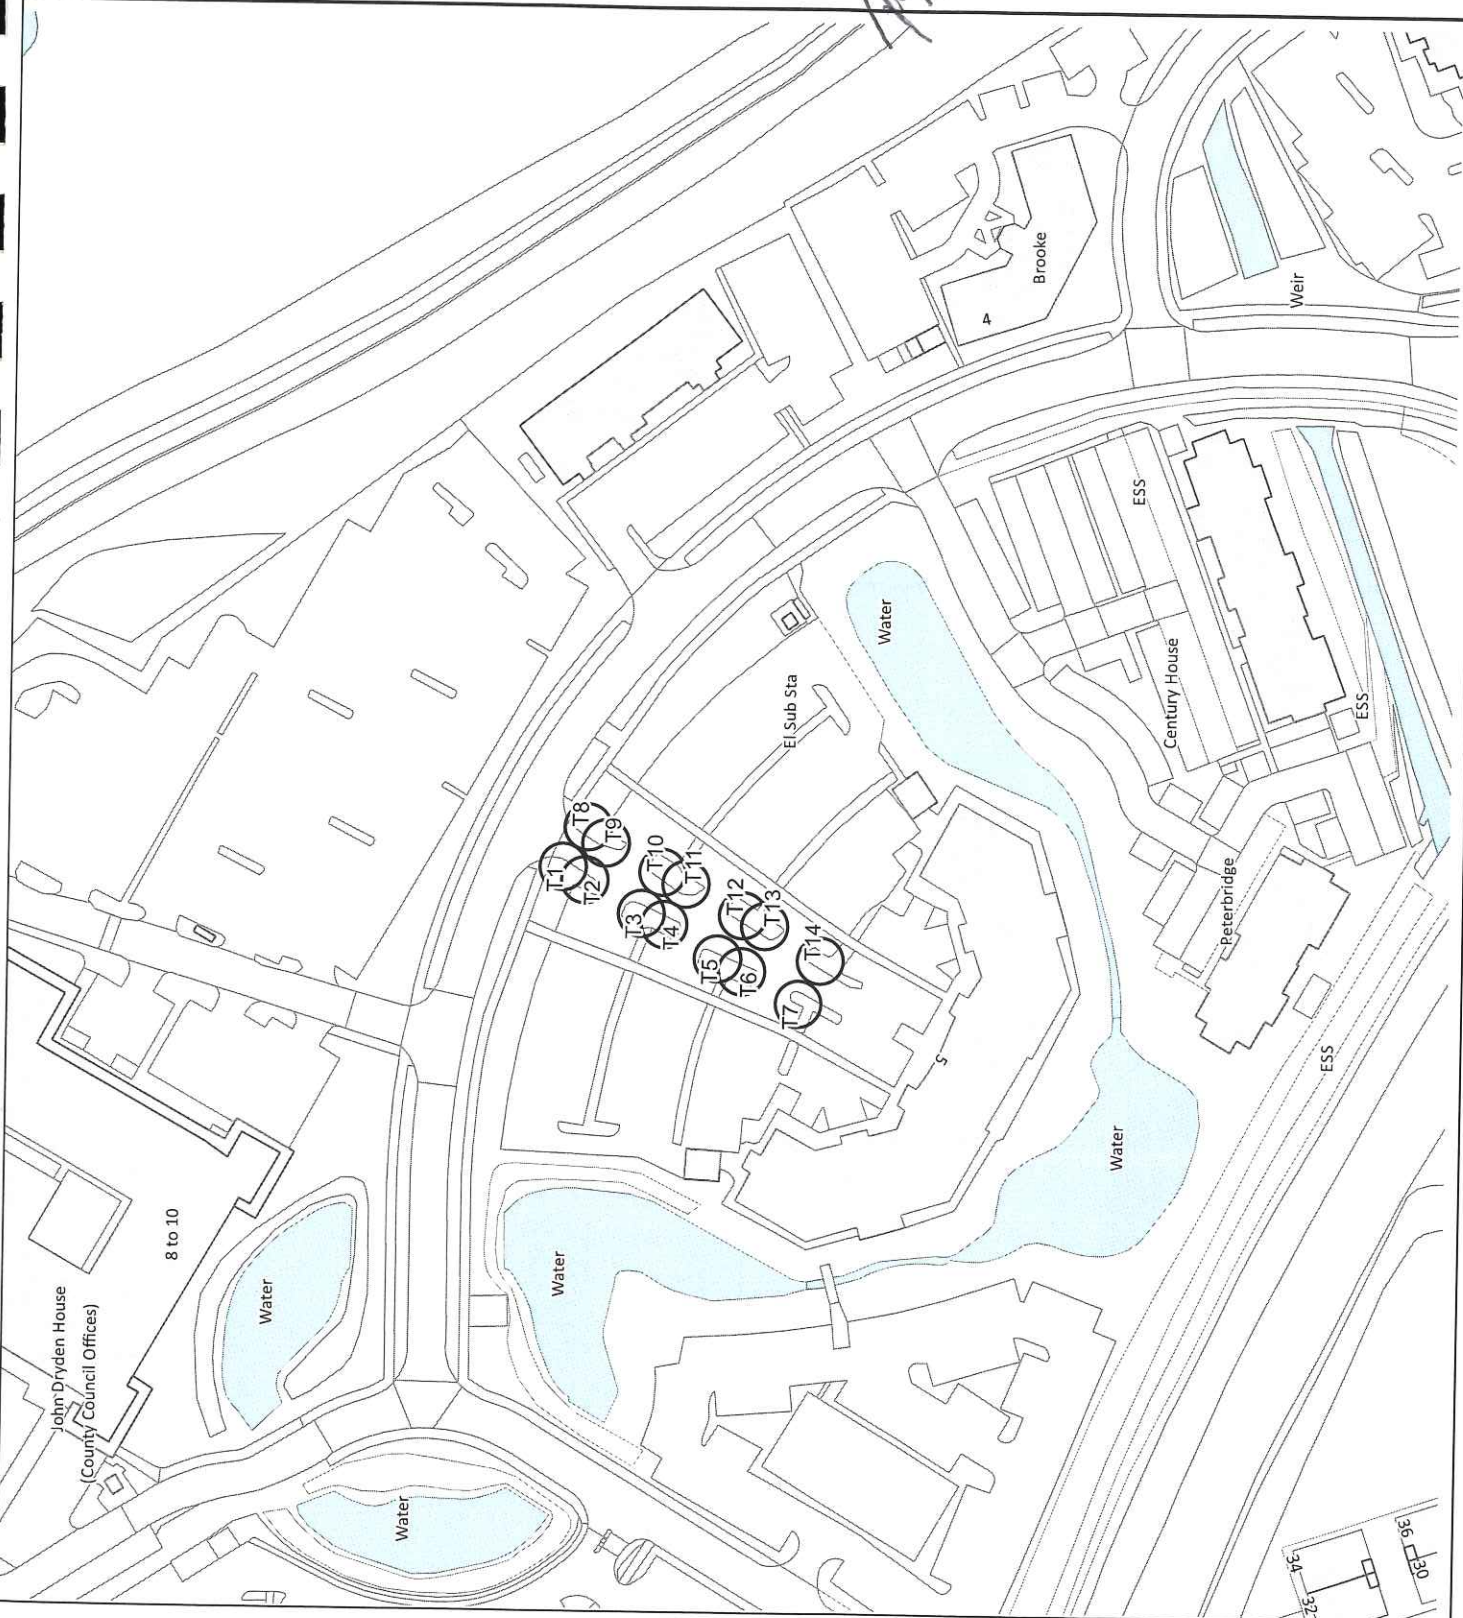 Brooke
4
Weir
ESS
Water
Century House
El Sub Sta
ESS
T8
T9
T1
T2
T10
T11
T3
T4
T12
T13
T5
T6
T14
T7
Peterbridge
5
ESS
Water
8 to 10
Water
Water
John Dryden House
(County Council Offices)
Water
34
32
36
30